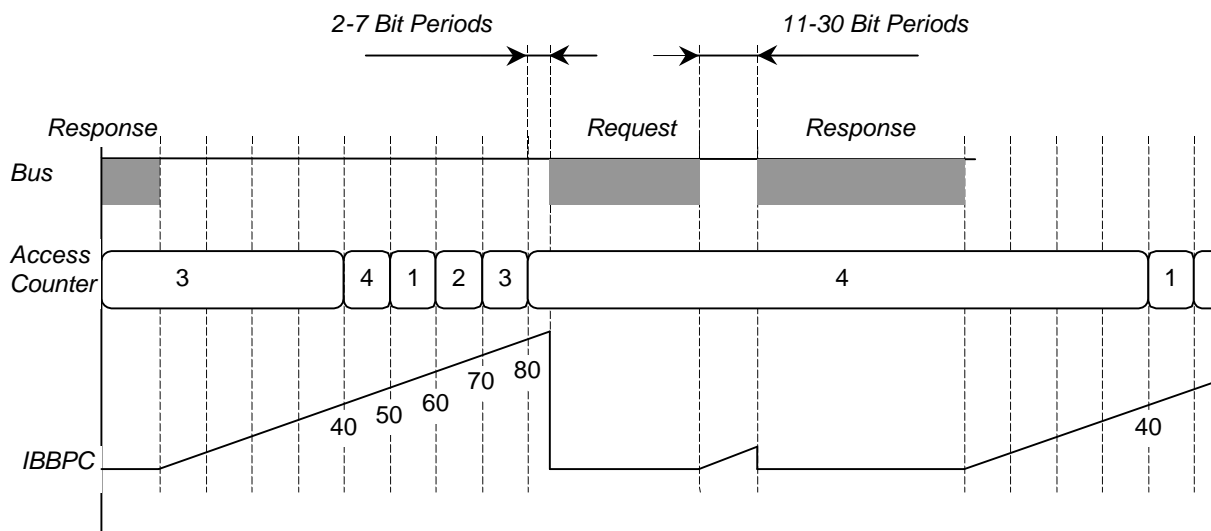 2-7 Bit Periods
11-30 Bit Periods
Response
Request
Response
Bus
Access
Counter
3
4
1
2
3
4
1
40
50
60
70
80
40
IBBPC